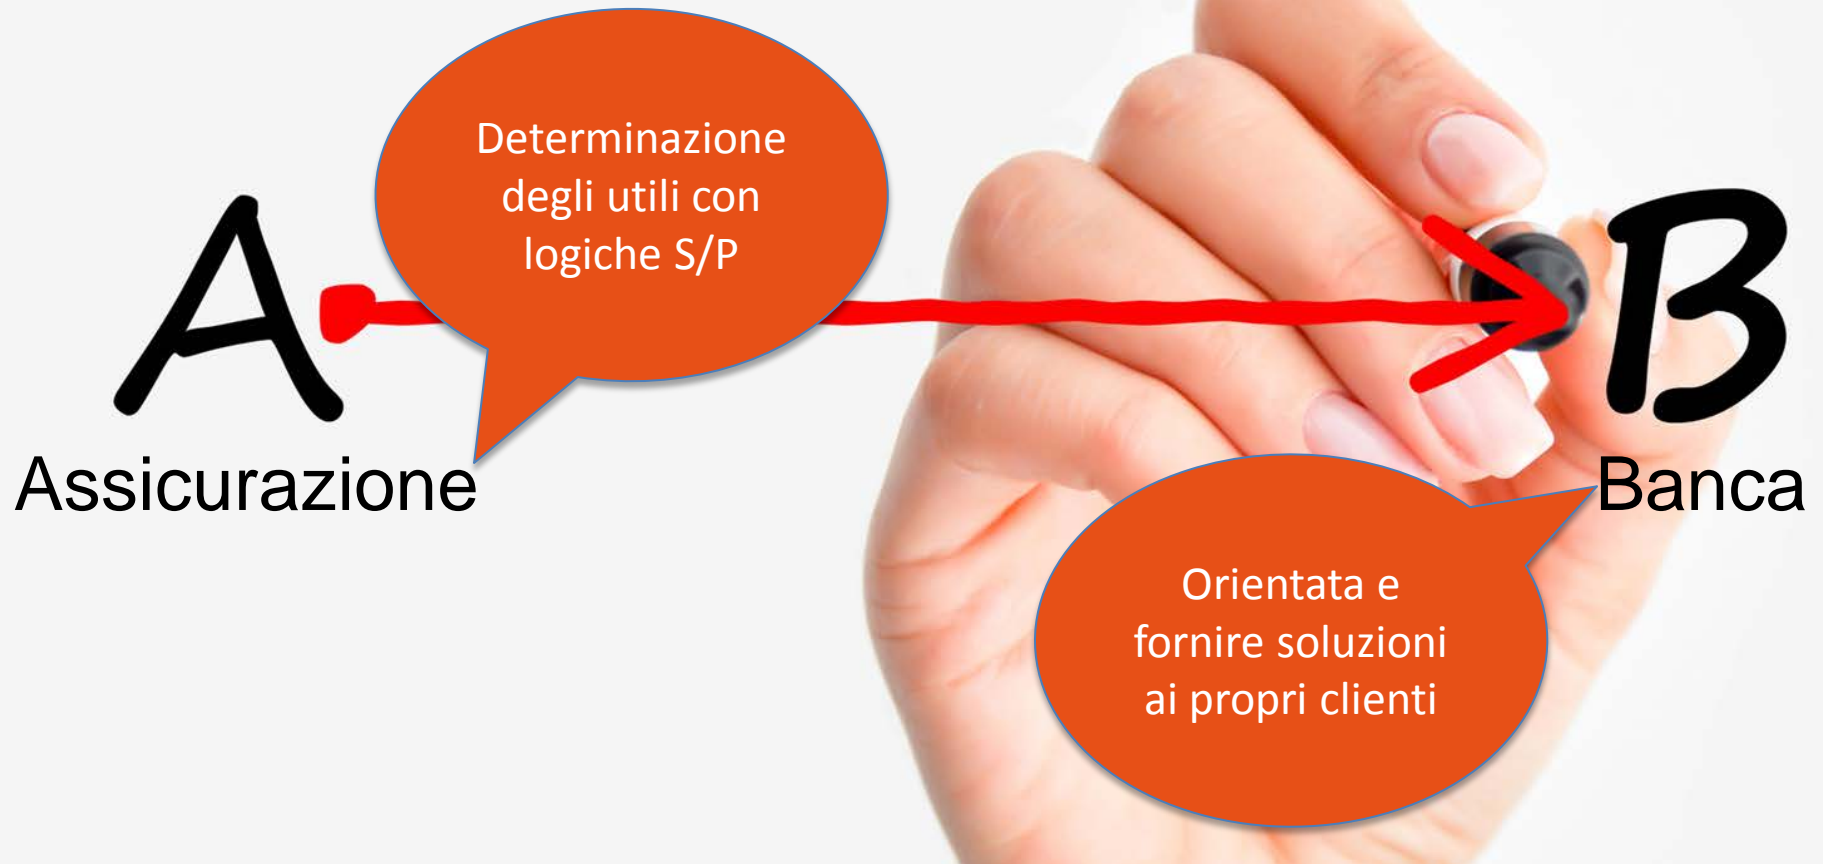 Determinazione
degli utili con
logiche S/P
A
B
Assicurazione
Banca
Orientata e
fornire soluzioni
ai propri clienti